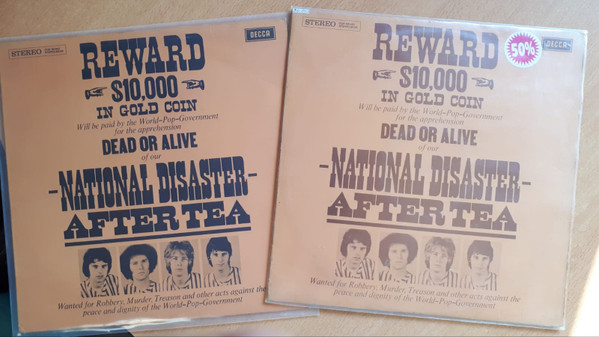 STEREO
DECCA
REWARD
$10,000
IN GOLD COIN
Will be paid by the World-Pop-Government
for the apprehension
DEAD OR ALIVE
of our
-NATIONAL DISASTER-
AFTER TEA
Wanted for Robbery, Murder, Treason and other acts against the
peace and dignity of the World-Pop-Government
STEREO
50%
DECCA
REWARD
$10,000
IN GOLD COIN
Will be paid by the World-Pop-Government
for the apprehension
DEAD OR ALIVE
of our
-NATIONAL DISASTER-
AFTER TEA
Wanted for Robbery, Murder, Treason and other acts against the
peace and dignity of the World-Pop-Government